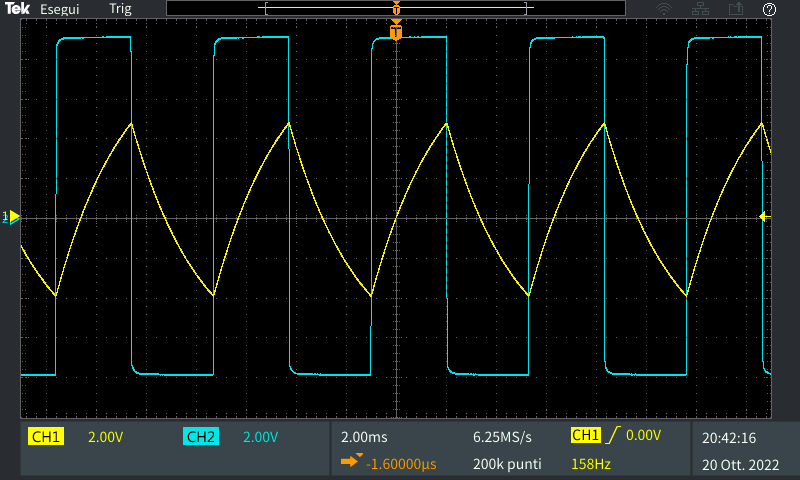 Tek Esegui Trig
T
T
1
2
CH1 2.00V CH2 2.00V 2.00ms 6.25MS/s CH1 0.00V 20:42:16
-1.60000µs 200k punti 158Hz 20 Ott. 2022